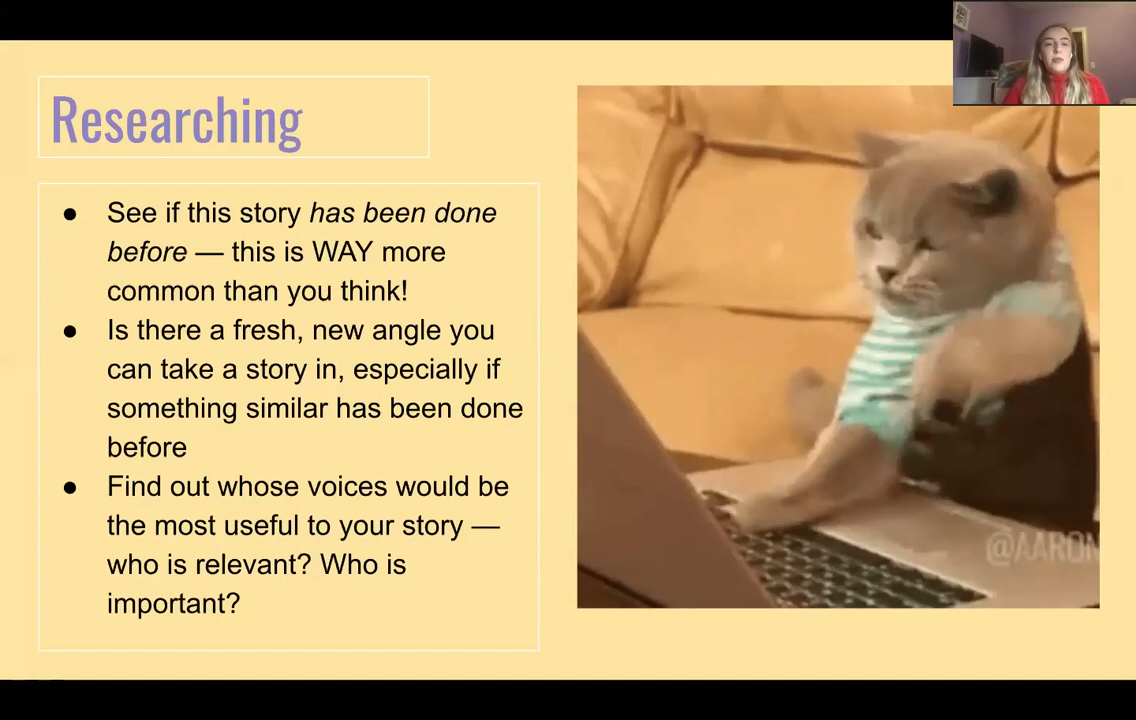 Researching
● See if this story has been done
before — this is WAY more
common than you think!
● Is there a fresh, new angle you
can take a story in, especially if
something similar has been done
before
● Find out whose voices would be
the most useful to your story —
who is relevant? Who is
important?
@AARON